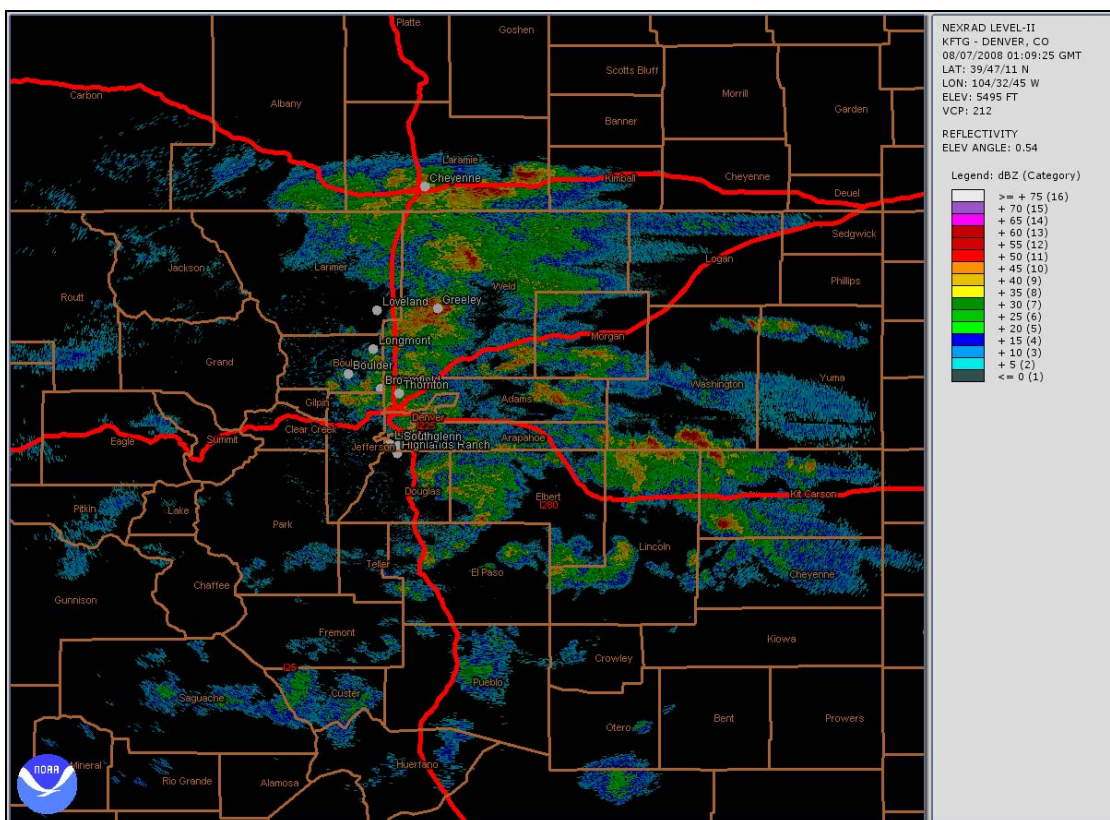 NEXRAD LEVEL-II
KFTG - DENVER, CO
08/07/2008 01:09:25 GMT
LAT: 39/47/11 N
LON: 104/32/45 W
ELEV: 5495 FT
VCP: 212
REFLECTIVITY
ELEV ANGLE: 0.54
Legend: dBZ (Category)
>= + 75 (16)
+ 70 (15)
+ 65 (14)
+ 60 (13)
+ 55 (12)
+ 50 (11)
+ 45 (10)
+ 40 (9)
+ 35 (8)
+ 30 (7)
+ 25 (6)
+ 20 (5)
+ 15 (4)
+ 10 (3)
+ 5 (2)
<= 0 (1)
Platte
Goshen
Scotts Bluff
Carbon
Albany
Morrill
Garden
Banner
Laramie
Cheyenne
Kimball
Cheyenne
Deuel
Sedgwick
Jackson
Larimer
Logan
Routt
Weld
Phillips
Loveland
Greeley
Longmont
Morgan
Grand
Boulder
Washington
Yuma
Thornton
Gilpin
Adams
Denver
I225
Clear Creek
Eagle
Summit
Southglenn
Arapahoe
Jefferson
Highlands Ranch
Douglas
Elbert
I280
Kit Carson
Pitkin
Lake
Park
Lincoln
Teller
El Paso
Cheyenne
Chaffee
Gunnison
Fremont
Kiowa
Crowley
I25
Saguache
Custer
Pueblo
Otero
Bent
Prowers
Mineral
Rio Grande
Alamosa
Huerfano
NOAA